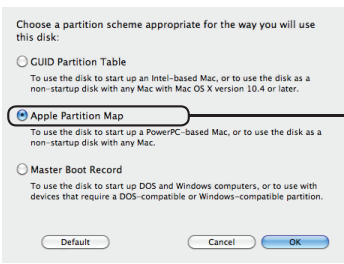 Choose a partition scheme appropriate for the way you will use
this disk:
GUID Partition Table
To use the disk to start up an Intel-based Mac, or to use the disk as a
non-startup disk with any Mac with Mac OS X version 10.4 or later.
Apple Partition Map
To use the disk to start up a PowerPC-based Mac, or to use the disk as a
non-startup disk with any Mac.
Master Boot Record
To use the disk to start up DOS and Windows computers, or to use with
devices that require a DOS-compatible or Windows-compatible partition.
Default
Cancel
OK